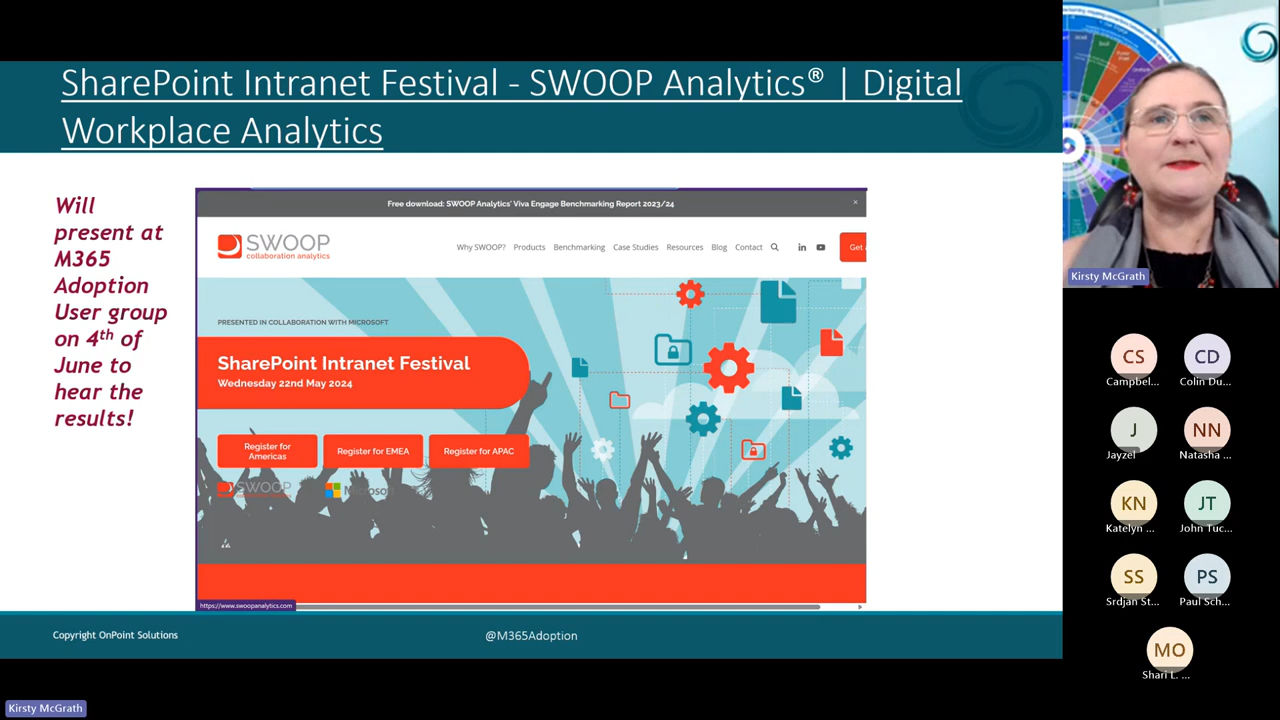 SharePoint Intranet Festival - SWOOP Analytics® | Digital
Workplace Analytics
Will
present at
M365
Adoption
User group
on 4th of
June to
hear the
results!
Free download: SWOOP Analytics' Viva Engage Benchmarking Report 2023/24
×
SWOOP
collaboration analytics
Why SWOOP? Products Benchmarking Case Studies Resources Blog Contact
in
Get
PRESENTED IN COLLABORATION WITH MICROSOFT
SharePoint Intranet Festival
Wednesday 22nd May 2024
Register for
Americas
Register for EMEA
Register for APAC
SWOOP
Microsof
https://www.swoopanalytics.com
Copyright OnPoint Solutions
@M365Adoption
Kirsty McGrath
Kirsty McGrath
CS
Campbel...
CD
Colin Du...
J
Jayzel
NN
Natasha ...
KN
Katelyn ...
JT
John Tuc...
SS
Srdjan St...
PS
Paul Sch...
MO
Shari L. ...